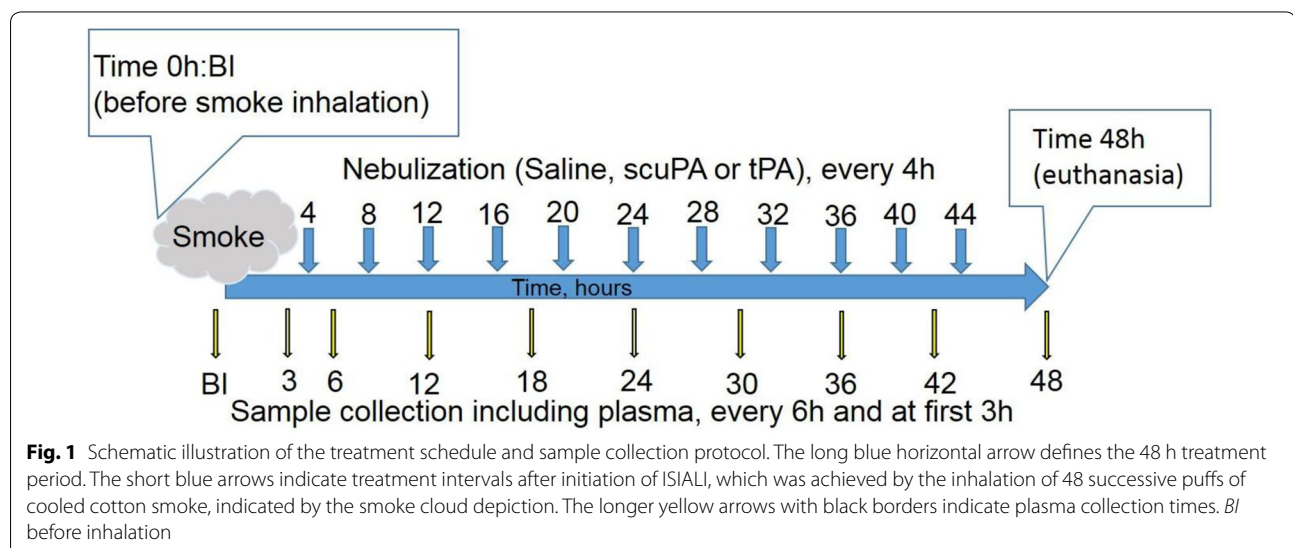 Time 0h:BI
(before smoke inhalation)
Time 48h
(euthanasia)
Nebulization (Saline, scuPA or tPA), every 4h
4 8 12 16 20 24 28 32 36 40 44
Smoke
Time, hours
BI 3 6 12 18 24 30 36 42 48
Sample collection including plasma, every 6h and at first 3h
Fig. 1 Schematic illustration of the treatment schedule and sample collection protocol. The long blue horizontal arrow defines the 48 h treatment
period. The short blue arrows indicate treatment intervals after initiation of ISIALI, which was achieved by the inhalation of 48 successive puffs of
cooled cotton smoke, indicated by the smoke cloud depiction. The longer yellow arrows with black borders indicate plasma collection times. BI
before inhalation